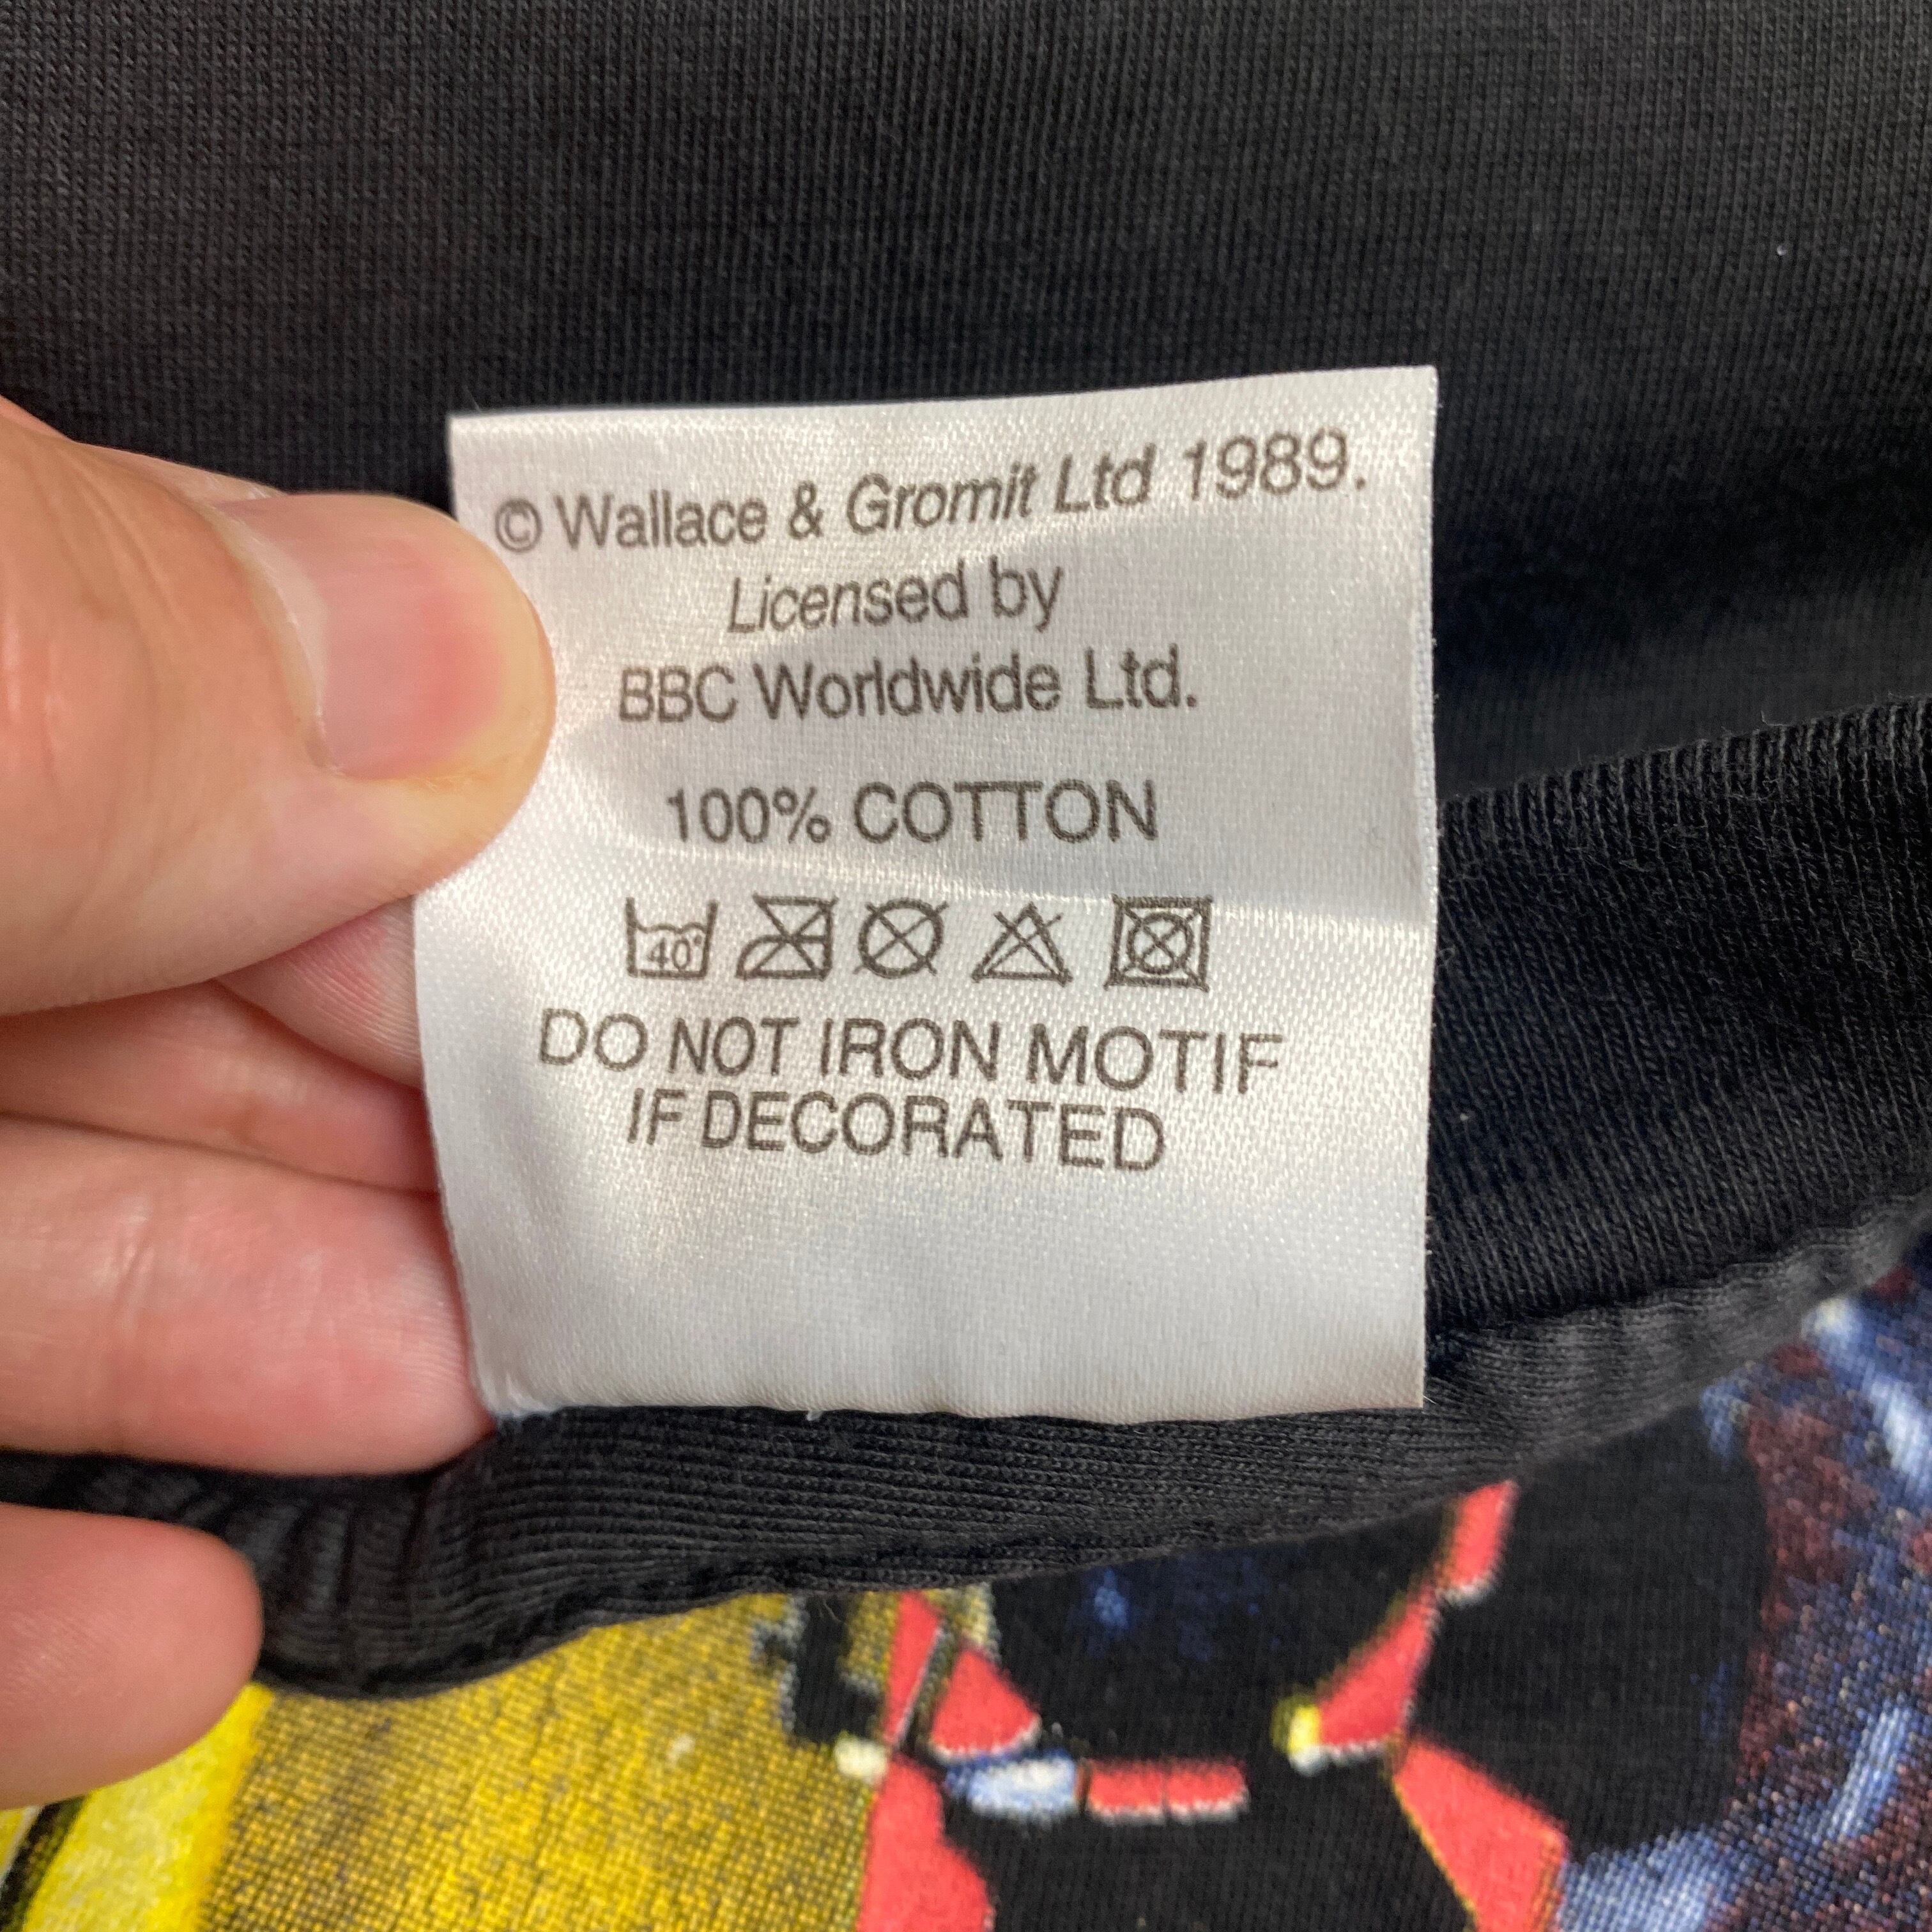 © Wallace & Gromit Ltd 1989.
Licensed by
BBC Worldwide Ltd.
100% COTTON
40°
DO NOT IRON MOTIF
IF DECORATED